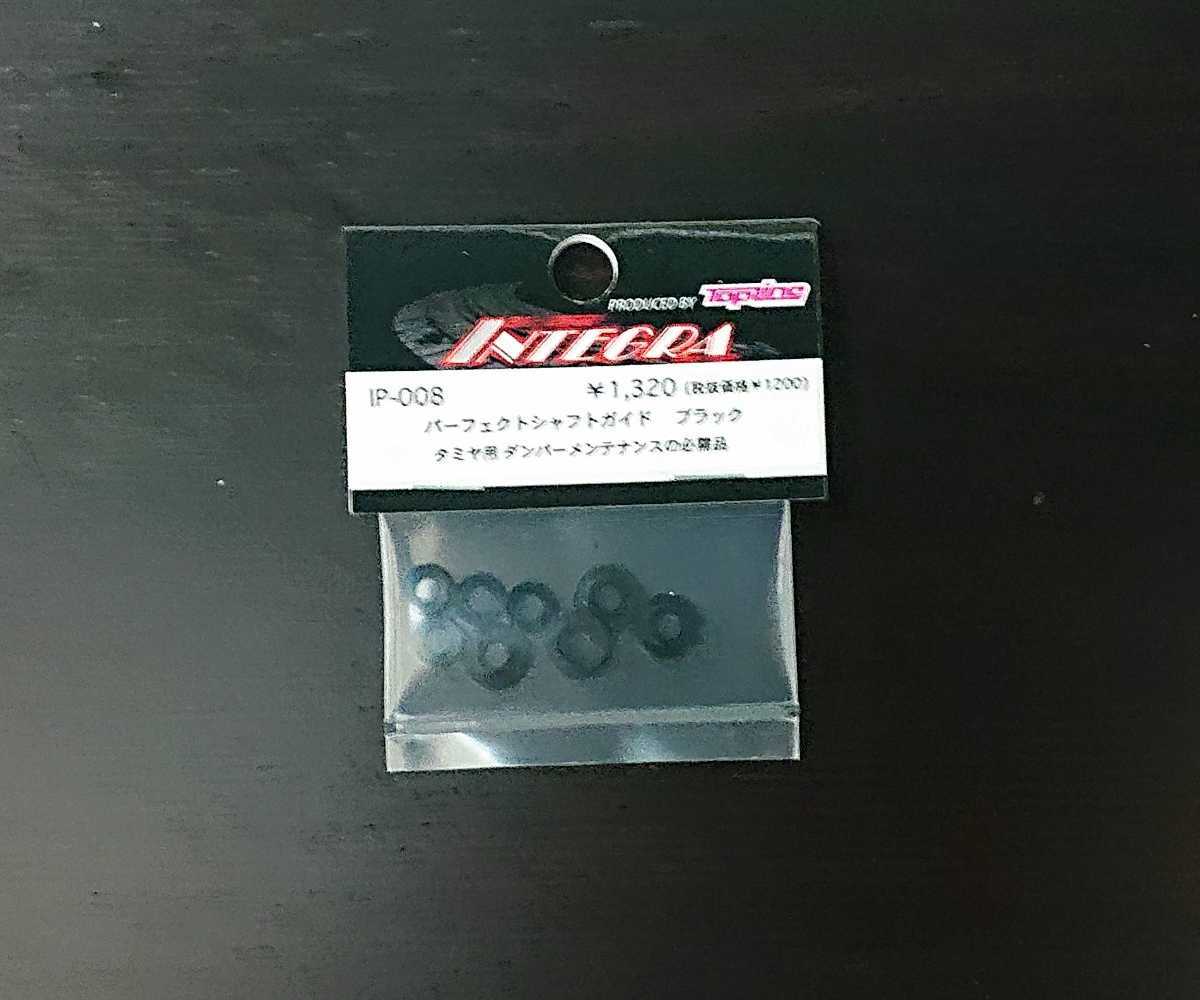 PRODUCED BY Topline
INTEGRA
IP-008 ¥1,320 (税抜価格¥1200)
パーフェクトシャフトガイド ブラック
タミヤ用 ダンパーメンテナンスの必需品